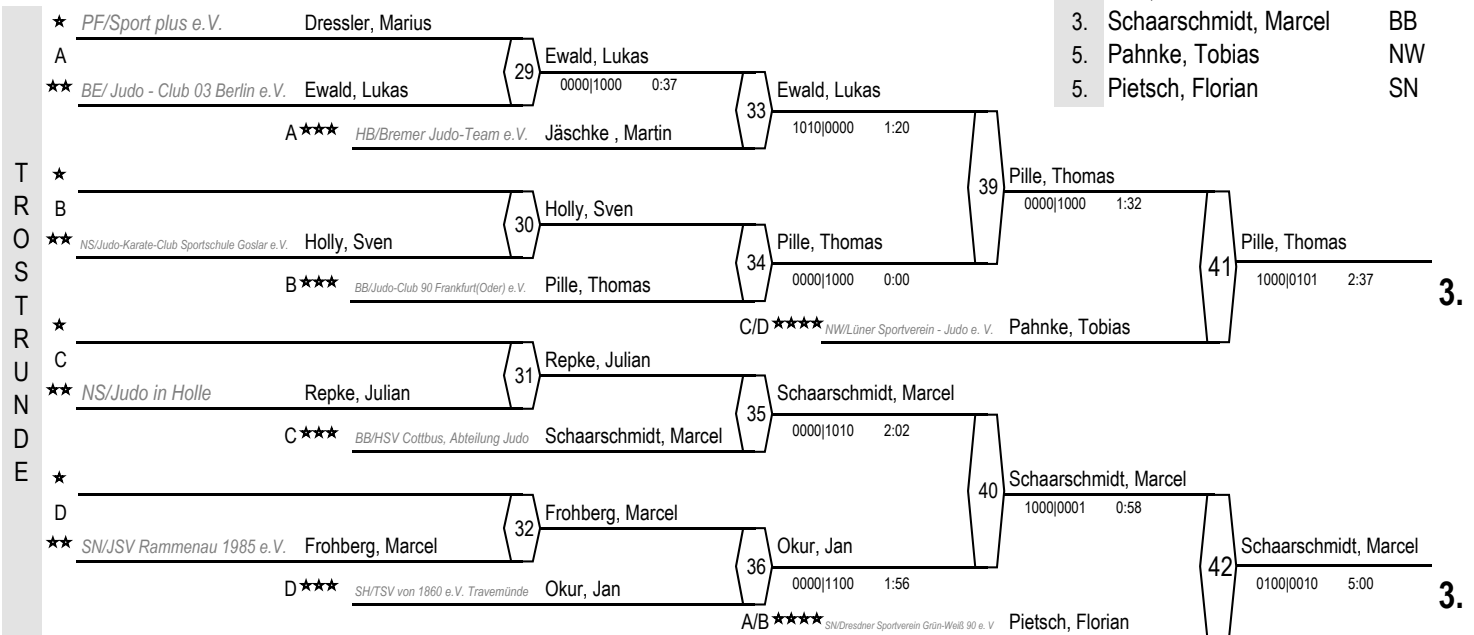 3. Schaarschmidt, Marcel BB
5. Pahnke, Tobias NW
5. Pietsch, Florian SN
TROSTRUNDE
★ PF/Sport plus e.V. Dressler, Marius
A
★★ BE/ Judo - Club 03 Berlin e.V. Ewald, Lukas
29
Ewald, Lukas
0000|1000 0:37
A★★★ HB/Bremer Judo-Team e.V. Jäschke , Martin
33
Ewald, Lukas
1010|0000 1:20
★
B
★★ NS/Judo-Karate-Club Sportschule Goslar e.V. Holly, Sven
30
Holly, Sven
B★★★ BB/Judo-Club 90 Frankfurt(Oder) e.V. Pille, Thomas
34
Pille, Thomas
0000|1000 0:00
39
Pille, Thomas
0000|1000 1:32
C/D ★★★★ NW/Lüner Sportverein - Judo e. V. Pahnke, Tobias
41
Pille, Thomas
1000|0101 2:37
3.
★
C
★★ NS/Judo in Holle Repke, Julian
31
Repke, Julian
C★★★ BB/HSV Cottbus, Abteilung Judo Schaarschmidt, Marcel
35
Schaarschmidt, Marcel
0000|1010 2:02
★
D
★★ SN/JSV Rammenau 1985 e.V. Frohberg, Marcel
32
Frohberg, Marcel
D★★★ SH/TSV von 1860 e.V. Travemünde Okur, Jan
36
Okur, Jan
0000|1100 1:56
40
Schaarschmidt, Marcel
1000|0001 0:58
A/B ★★★★ SN/Dresdner Sportverein Grün-Weiß 90 e. V Pietsch, Florian
42
Schaarschmidt, Marcel
0100|0010 5:00
3.